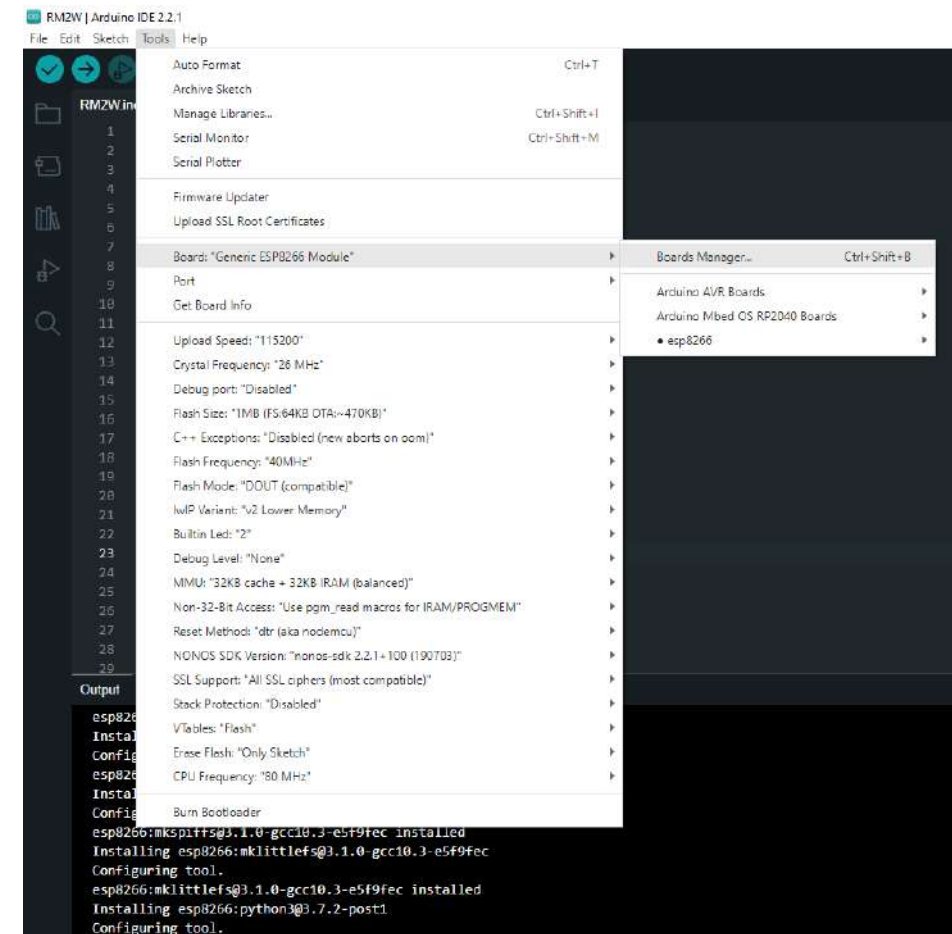 RM2W | Arduino IDE 2.2.1
File Edit Sketch Tools Help
RM2W.in
Auto Format Ctrl+T
Archive Sketch
Manage Libraries... Ctrl+Shift+I
Serial Monitor Ctrl+Shift+M
Serial Plotter
Firmware Updater
Upload SSL Root Certificates
Board: "Generic ESP8266 Module"
Port
Get Board Info
Boards Manager... Ctrl+Shift+B
Arduino AVR Boards
Arduino Mbed OS RP2040 Boards
• esp8266
Upload Speed: "115200"
Crystal Frequency: "26 MHz"
Debug port: "Disabled"
Flash Size: "1MB (FS:64KB OTA:~470KB)"
C++ Exceptions: "Disabled (new aborts on oom)"
Flash Frequency: "40MHz"
Flash Mode: "DOUT (compatible)"
lwIP Variant: "v2 Lower Memory"
Builtin Led: "2"
Debug Level: "None"
MMU: "32KB cache + 32KB IRAM (balanced)"
Non-32-Bit Access: "Use pgm_read macros for IRAM/PROGMEM"
Reset Method: "dtr (aka nodemcu)"
NONOS SDK Version: "nonos-sdk 2.2.1+100 (190703)"
SSL Support: "All SSL ciphers (most compatible)"
Stack Protection: "Disabled"
VTables: "Flash"
Erase Flash: "Only Sketch"
CPU Frequency: "80 MHz"
Burn Bootloader
1
2
3
4
5
6
7
8
9
10
11
12
13
14
15
16
17
18
19
20
21
22
23
24
25
26
27
28
29
Output
esp826
Instal
Config
esp826
Instal
Config
esp8266:mkspiffs@3.1.0-gcc10.3-e5f9fec installed
Installing esp8266:mklittlefs@3.1.0-gcc10.3-e5f9fec
Configuring tool.
esp8266:mklittlefs@3.1.0-gcc10.3-e5f9fec installed
Installing esp8266:python3@3.7.2-post1
Configuring tool.